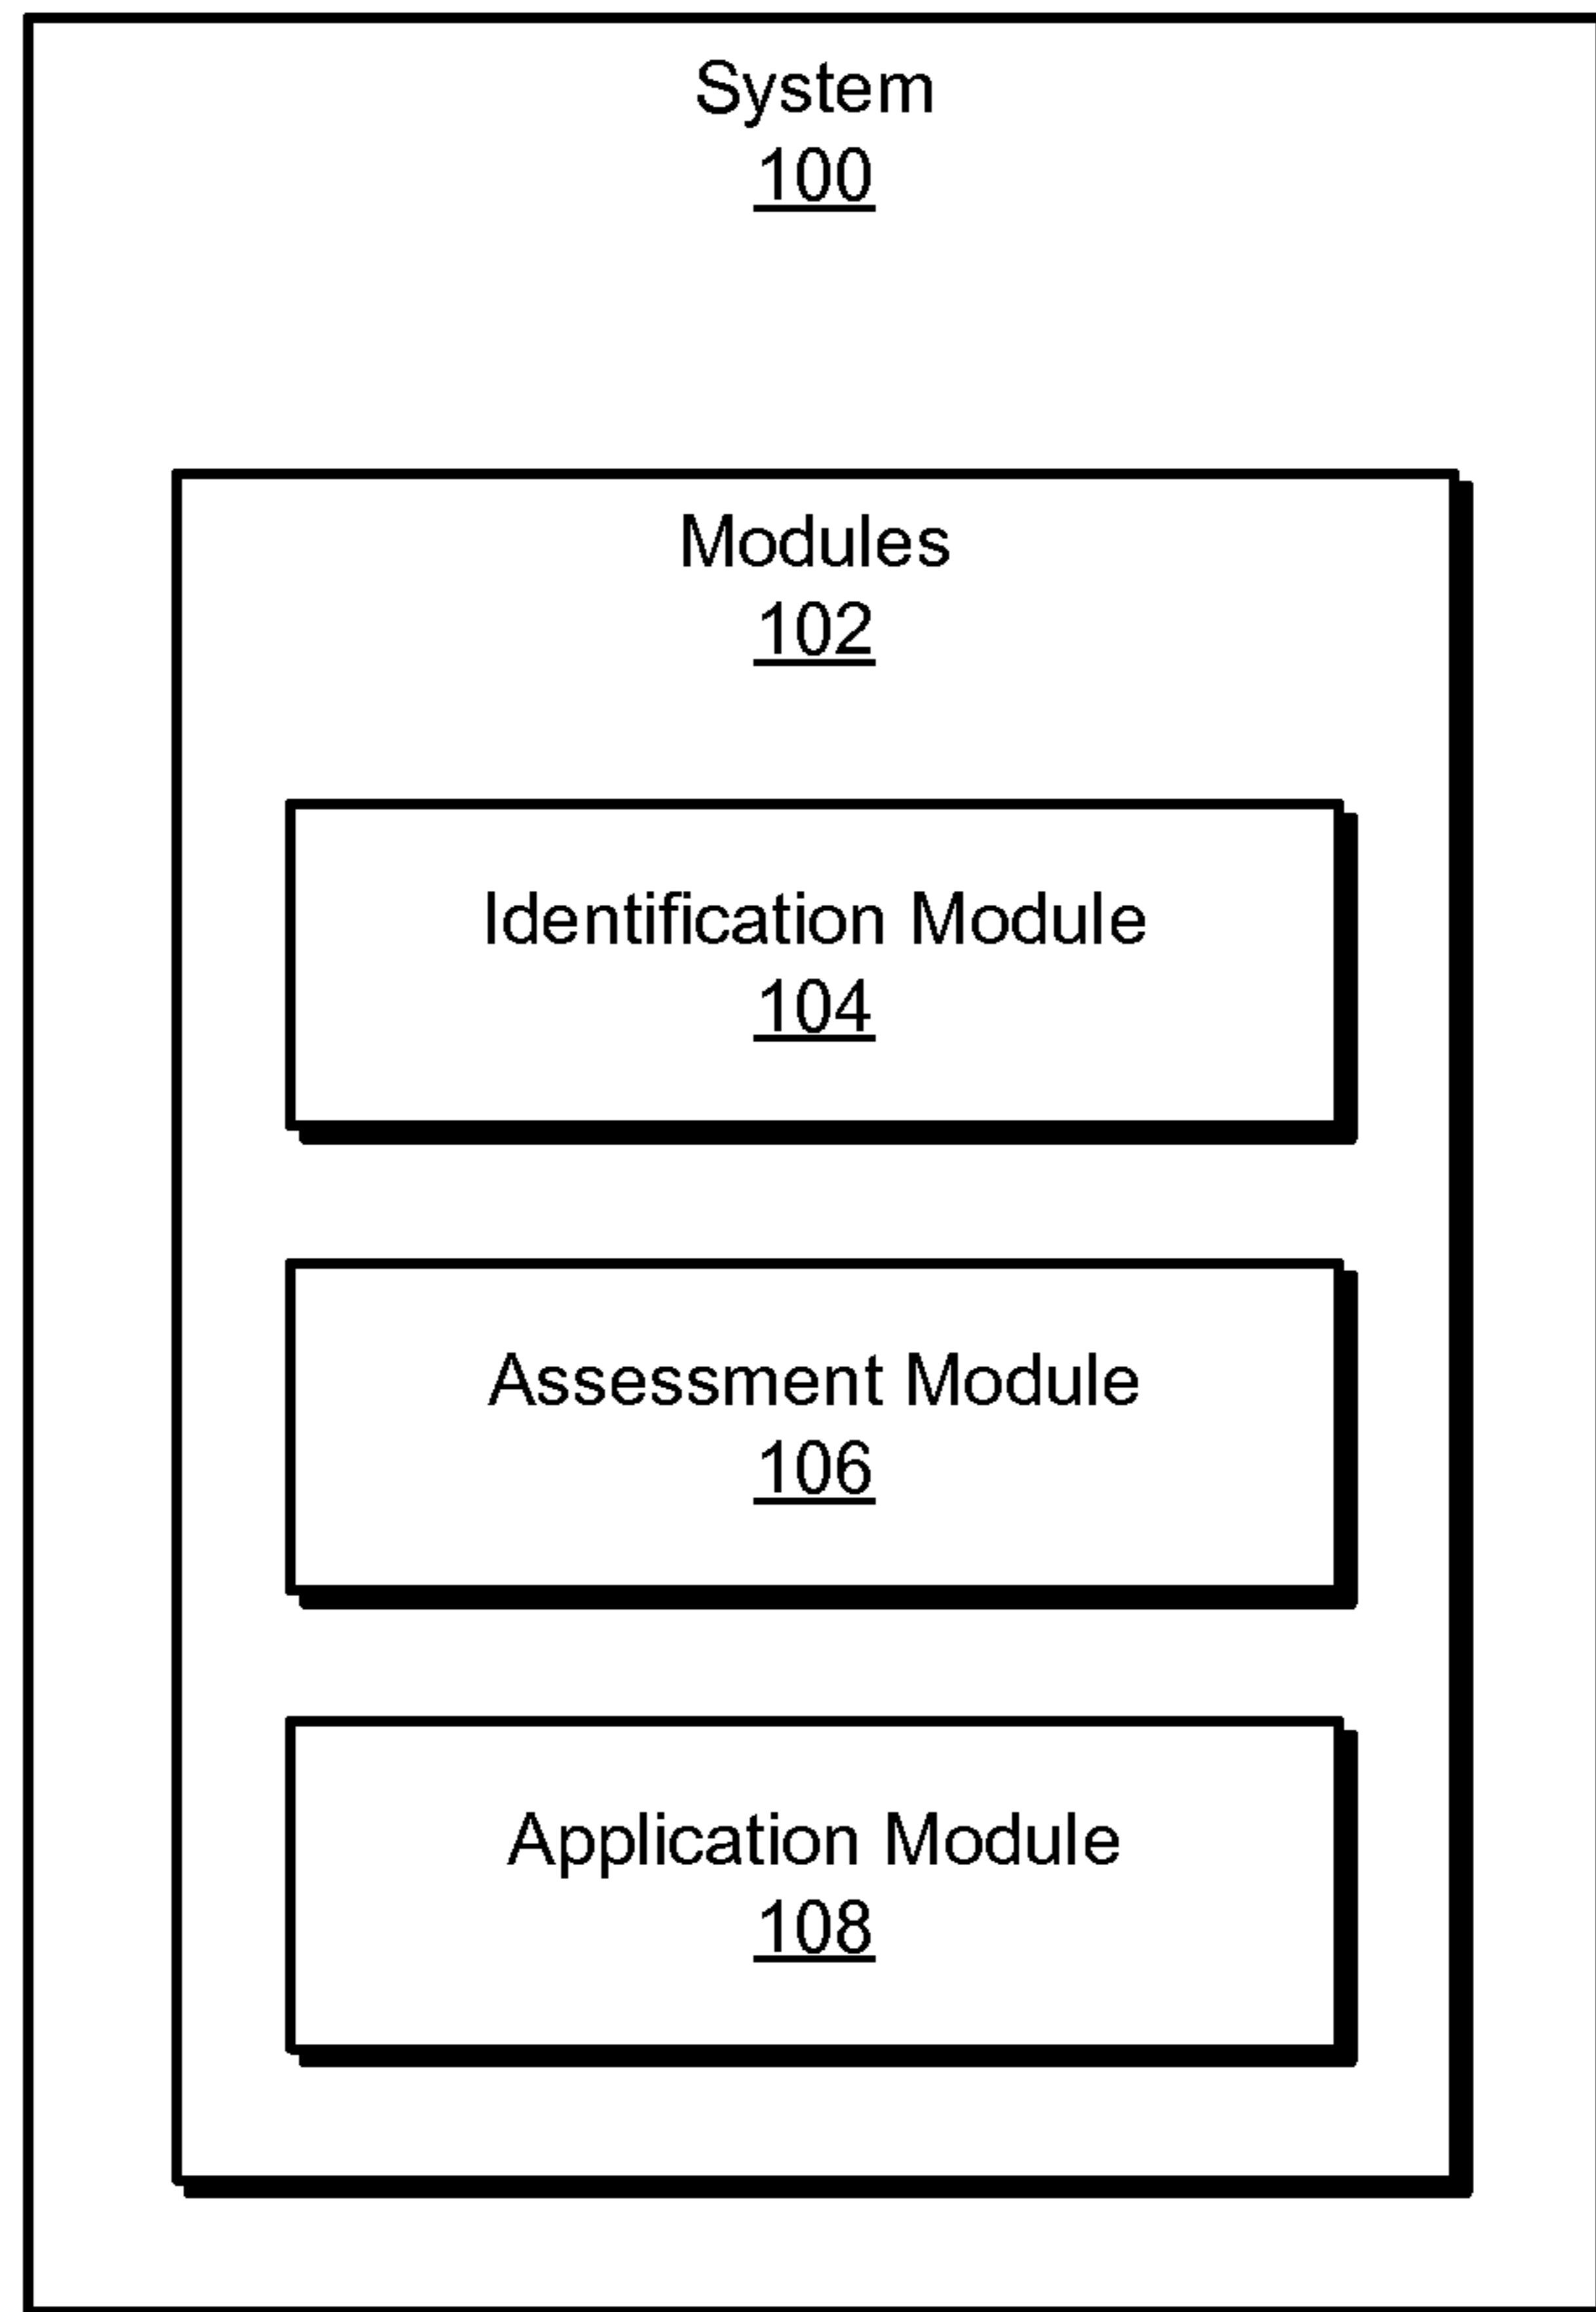 System
100
Modules
102
Identification Module
104
Assessment Module
106
Application Module
108